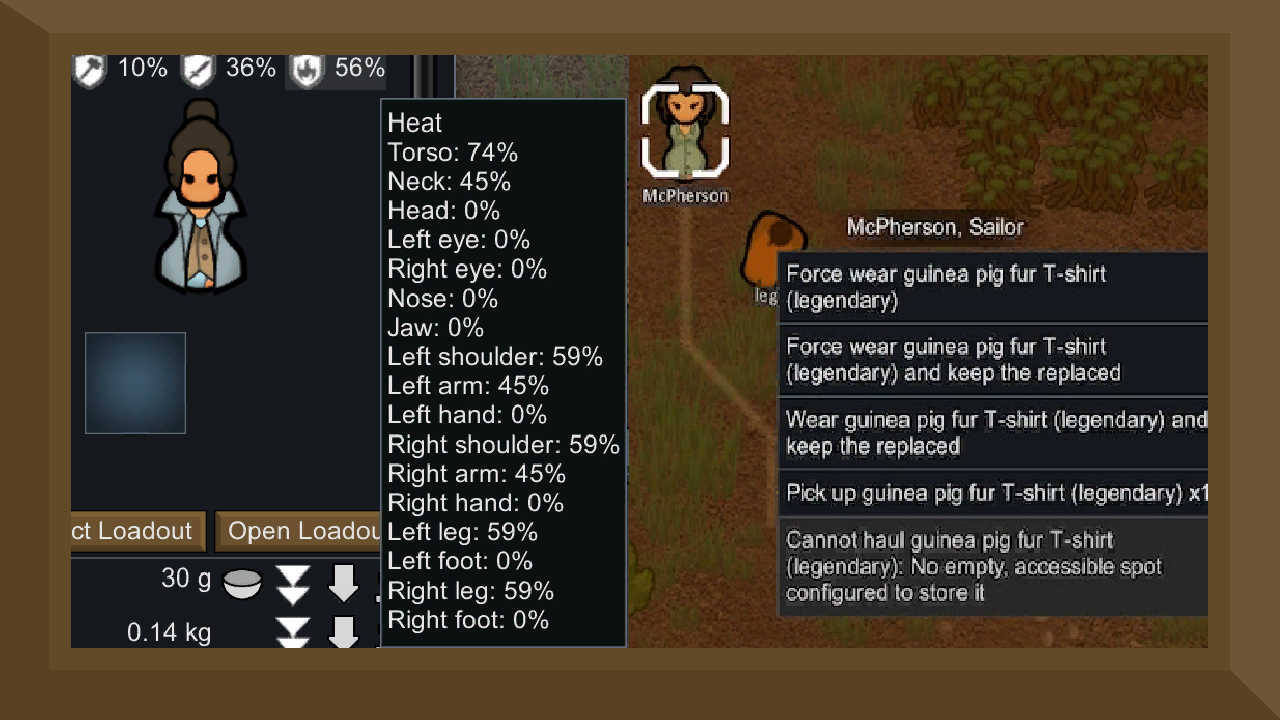 10% 36% 56%
Heat
Torso: 74%
Neck: 45%
Head: 0%
Left eye: 0%
Right eye: 0%
Nose: 0%
Jaw: 0%
Left shoulder: 59%
Left arm: 45%
Left hand: 0%
Right shoulder: 59%
Right arm: 45%
Right hand: 0%
Left leg: 59%
Left foot: 0%
Right leg: 59%
Right foot: 0%
ct Loadout
Open Loadou
30 g
0.14 kg
McPherson
leg
McPherson, Sailor
Force wear guinea pig fur T-shirt
(legendary)
Force wear guinea pig fur T-shirt
(legendary) and keep the replaced
Wear guinea pig fur T-shirt (legendary) and
keep the replaced
Pick up guinea pig fur T-shirt (legendary) x1
Cannot haul guinea pig fur T-shirt
(legendary): No empty, accessible spot
configured to store it